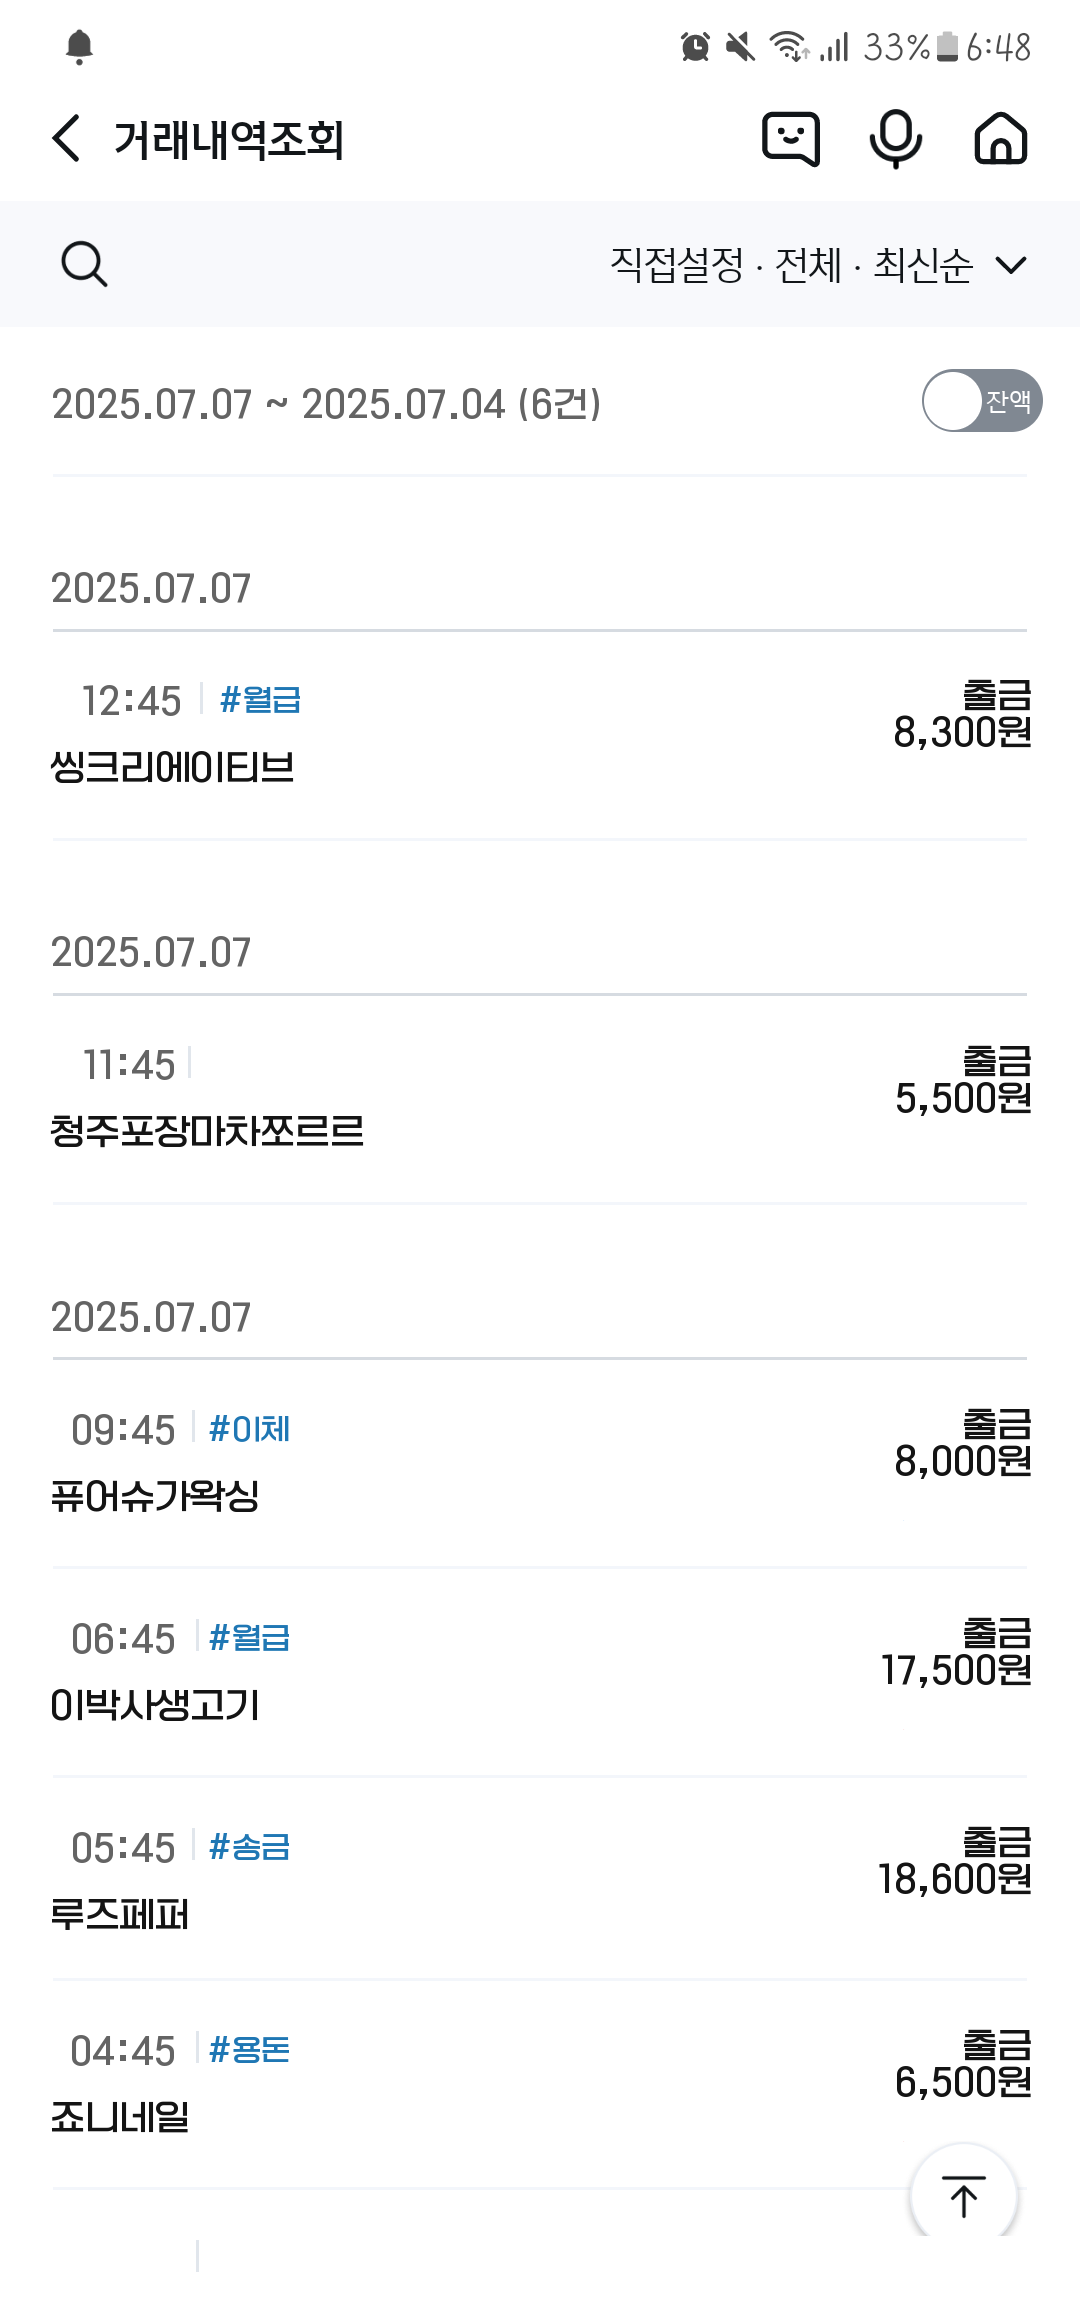 33% 6:48
거래내역조회
직접설정 · 전체 · 최신순
2025.07.07 ~ 2025.07.04 (6건)
잔액
2025.07.07
12:45 #월급
출금
8,300원
씽크리에이티브
2025.07.07
11:45
출금
5,500원
청주포장마차쪼르르
2025.07.07
09:45 #이체
출금
8,000원
퓨어슈가왁싱
06:45 #월급
출금
17,500원
이박사생고기
05:45 #송금
출금
18,600원
루즈페퍼
04:45 #용돈
출금
6,500원
죠니네일